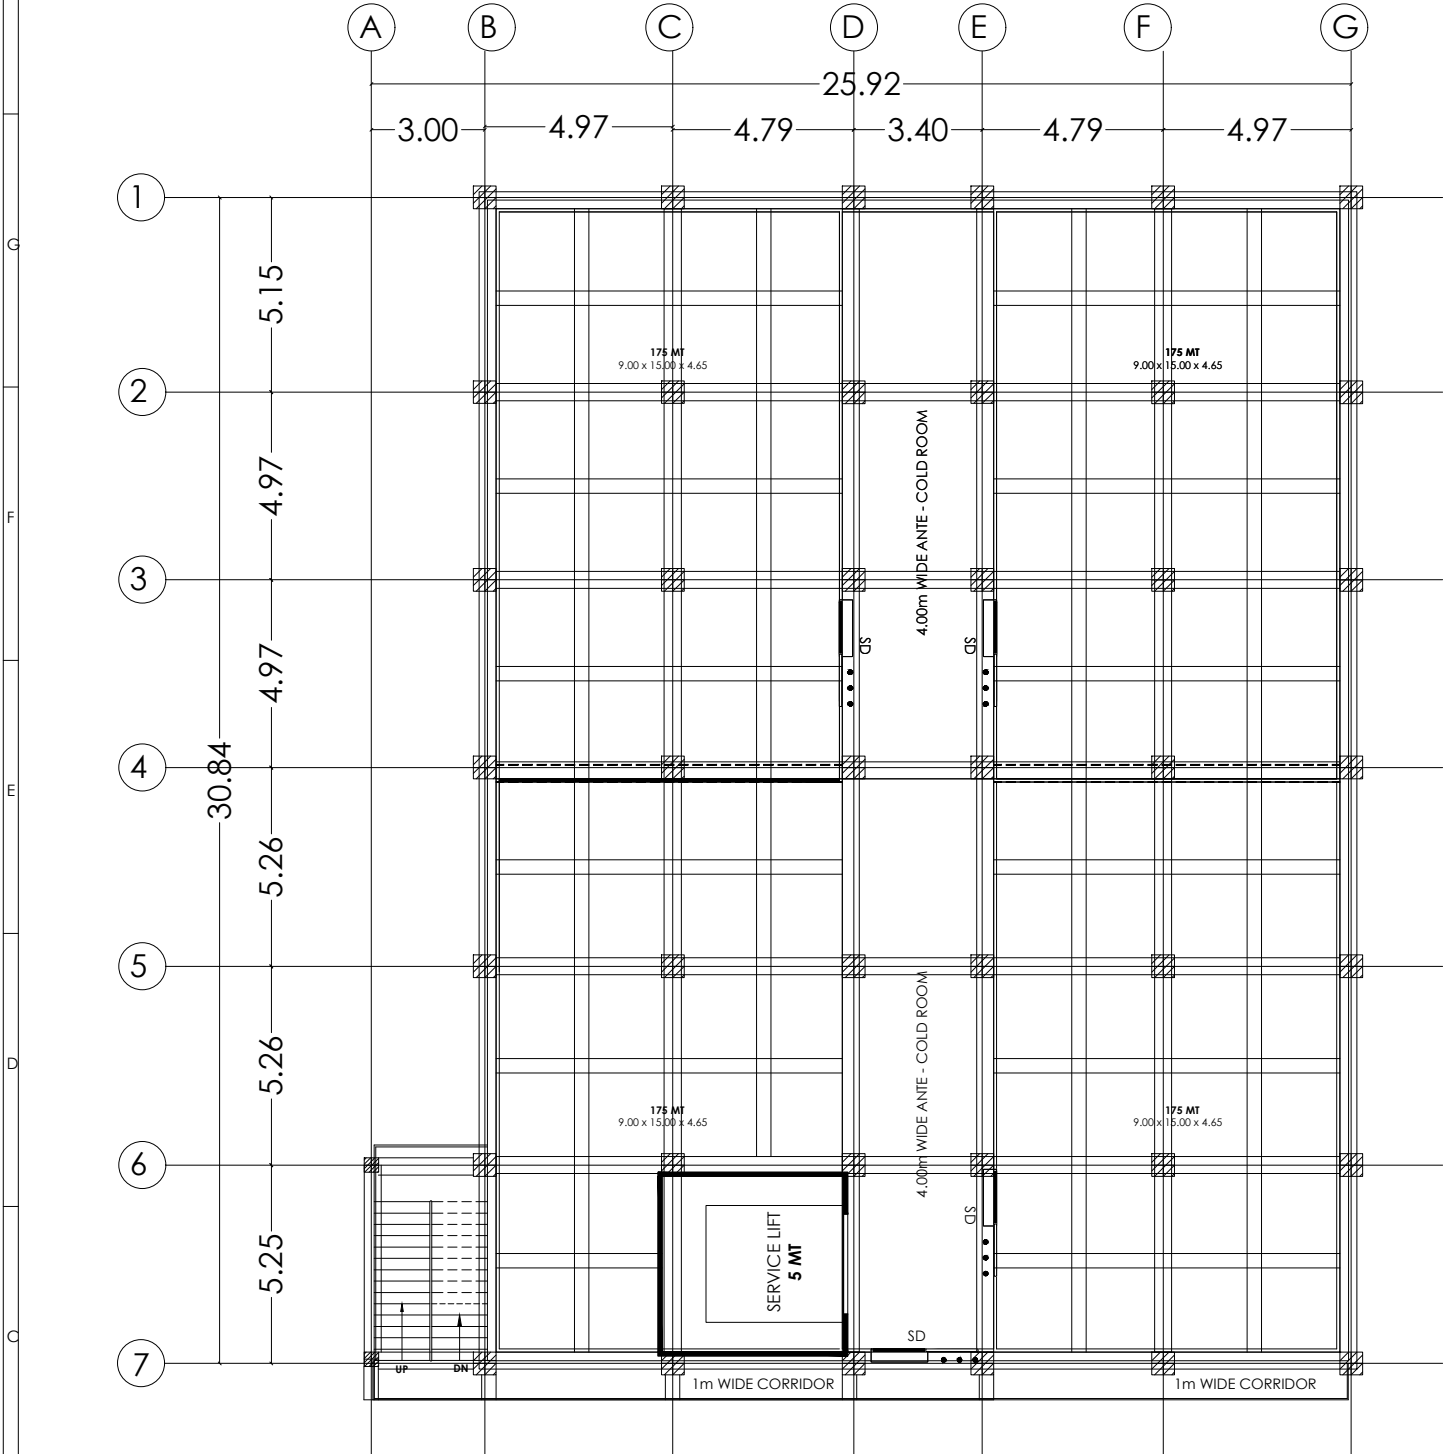 A B C D E F G
25.92
3.00 4.97 4.79 3.40 4.79 4.97
1
G
5.15
175 MT
9.00 x 15.00 x 4.65
175 MT
9.00 x 15.00 x 4.65
2
4.97
4.00m WIDE ANTE - COLD ROOM
F
3
4.97
SD
SD
4
30.84
E
5.26
5
4.00m WIDE ANTE - COLD ROOM
D
5.26
175 MT
9.00 x 15.00 x 4.65
175 MT
9.00 x 15.00 x 4.65
6
SD
5.25
SERVICE LIFT
5 MT
C
SD
7
UP
DN
1m WIDE CORRIDOR
1m WIDE CORRIDOR